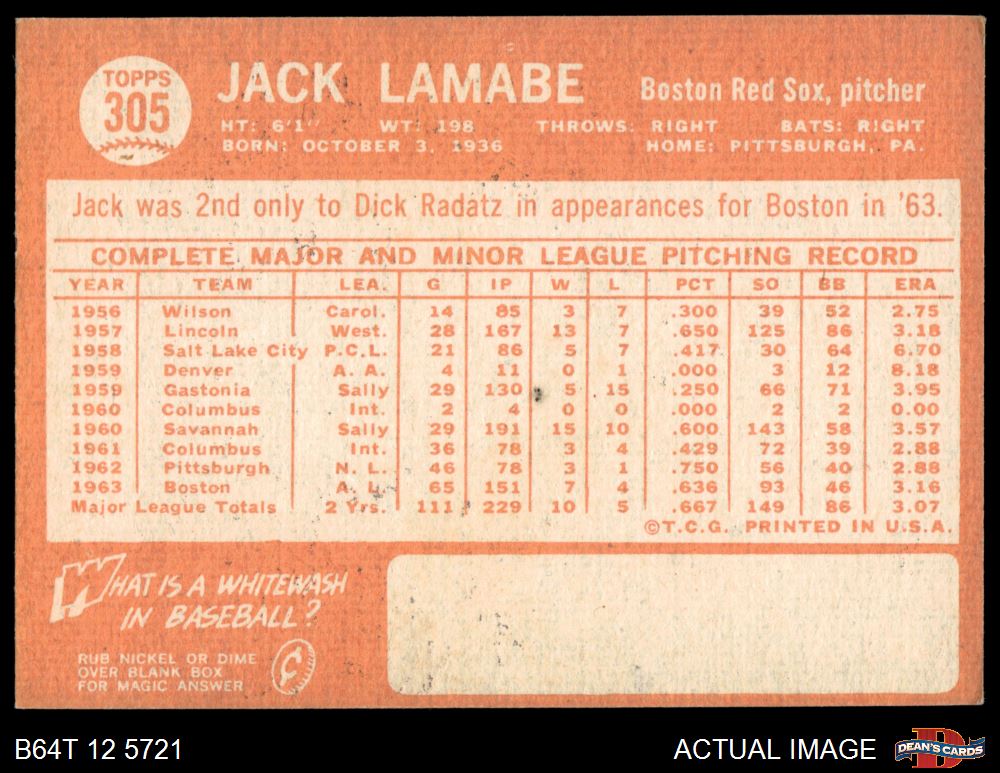 TOPPS
305
JACK LAMABE
Boston Red Sox, pitcher
HT: 6'1" WT: 198 THROWS: RIGHT BATS: RIGHT
BORN: OCTOBER 3, 1936 HOME: PITTSBURGH, PA.
Jack was 2nd only to Dick Radatz in appearances for Boston in '63.
COMPLETE MAJOR AND MINOR LEAGUE PITCHING RECORD
YEAR TEAM LEA. G IP W L PCT SO BB ERA
1956 Wilson Carol. 14 85 3 7 .300 39 52 2.75
1957 Lincoln West. 28 167 13 7 .650 125 86 3.18
1958 Salt Lake City P.C.L. 21 86 5 7 .417 30 64 6.70
1959 Denver A. A. 4 11 0 1 .000 3 12 8.18
1959 Gastonia Sally 29 130 5 15 .250 66 71 3.95
1960 Columbus Int. 2 4 0 0 .000 2 2 0.00
1960 Savannah Sally 29 191 15 10 .600 143 58 3.57
1961 Columbus Int. 36 78 3 4 .429 72 39 2.88
1962 Pittsburgh N. L. 46 78 3 1 .750 56 40 2.88
1963 Boston A. L. 65 151 7 4 .636 93 46 3.16
Major League Totals 2 Yrs. 111 229 10 5 .667 149 86 3.07
©T.C.G. PRINTED IN U.S.A.
WHAT IS A WHITEWASH
IN BASEBALL?
RUB NICKEL OR DIME
OVER BLANK BOX
FOR MAGIC ANSWER
B64T 12 5721
ACTUAL IMAGE
D
DEAN'S CARDS